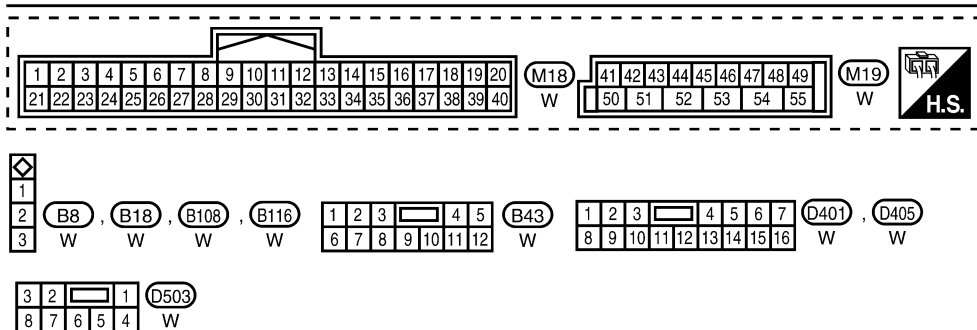 1 2 3 4 5 6 7 8 9 10 11 12 13 14 15 16 17 18 19 20 M18 41 42 43 44 45 46 47 48 49 M19
21 22 23 24 25 26 27 28 29 30 31 32 33 34 35 36 37 38 39 40 W 50 51 52 53 54 55 W H.S.
1
2 B8 , B18 , B108 , B116 1 2 3 4 5 B43 1 2 3 4 5 6 7 D401 , D405
3 W W W W 6 7 8 9 10 11 12 W 8 9 10 11 12 13 14 15 16 W W
3 2 1 D503
8 7 6 5 4 W